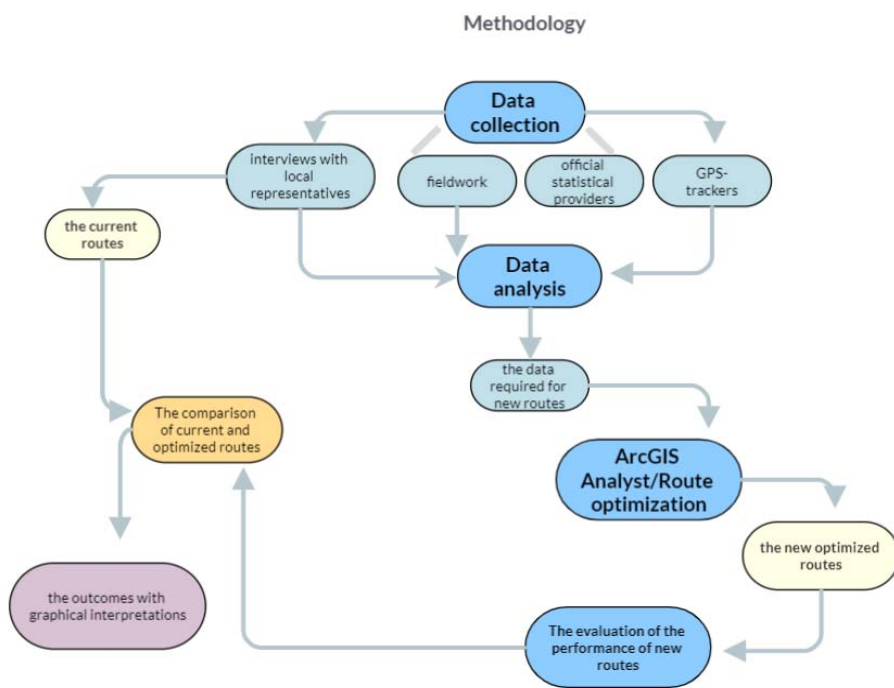 Methodology
Data
collection
interviews with
local
representatives
fieldwork
official
statistical
providers
GPS-
trackers
the current
routes
Data
analysis
the data
required for
new routes
The comparison
of current and
optimized routes
ArcGIS
Analyst/Route
optimization
the new optimized
routes
the outcomes with
graphical interpretations
The evaluation of the
performance of new
routes